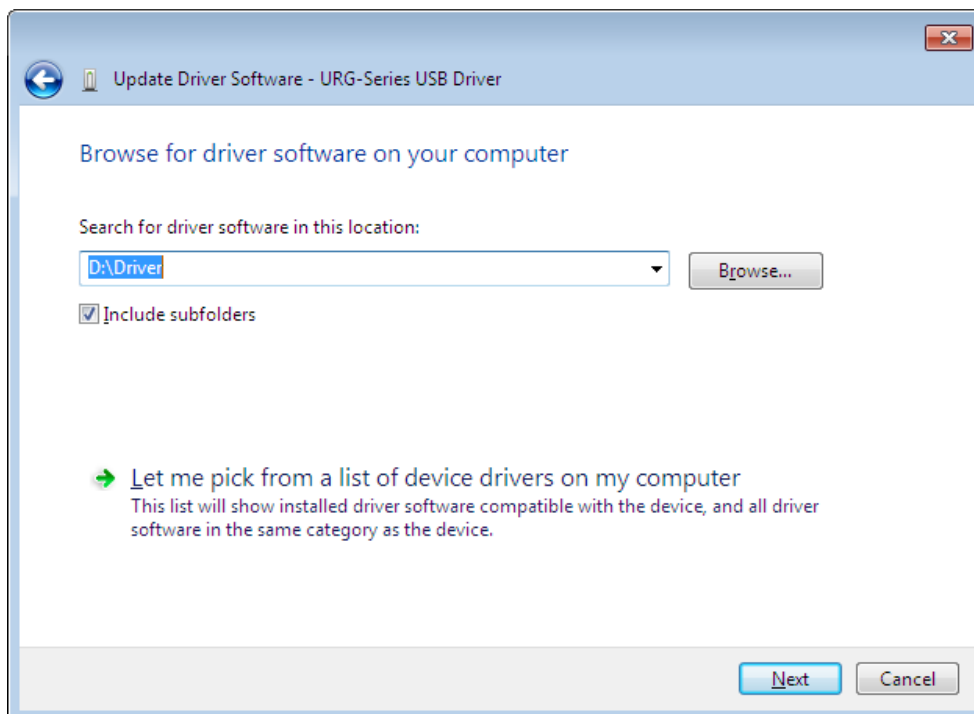 Update Driver Software - URG-Series USB Driver
Browse for driver software on your computer
Search for driver software in this location:
D:\Driver
Browse...
Include subfolders
Let me pick from a list of device drivers on my computer
This list will show installed driver software compatible with the device, and all driver
software in the same category as the device.
Next
Cancel